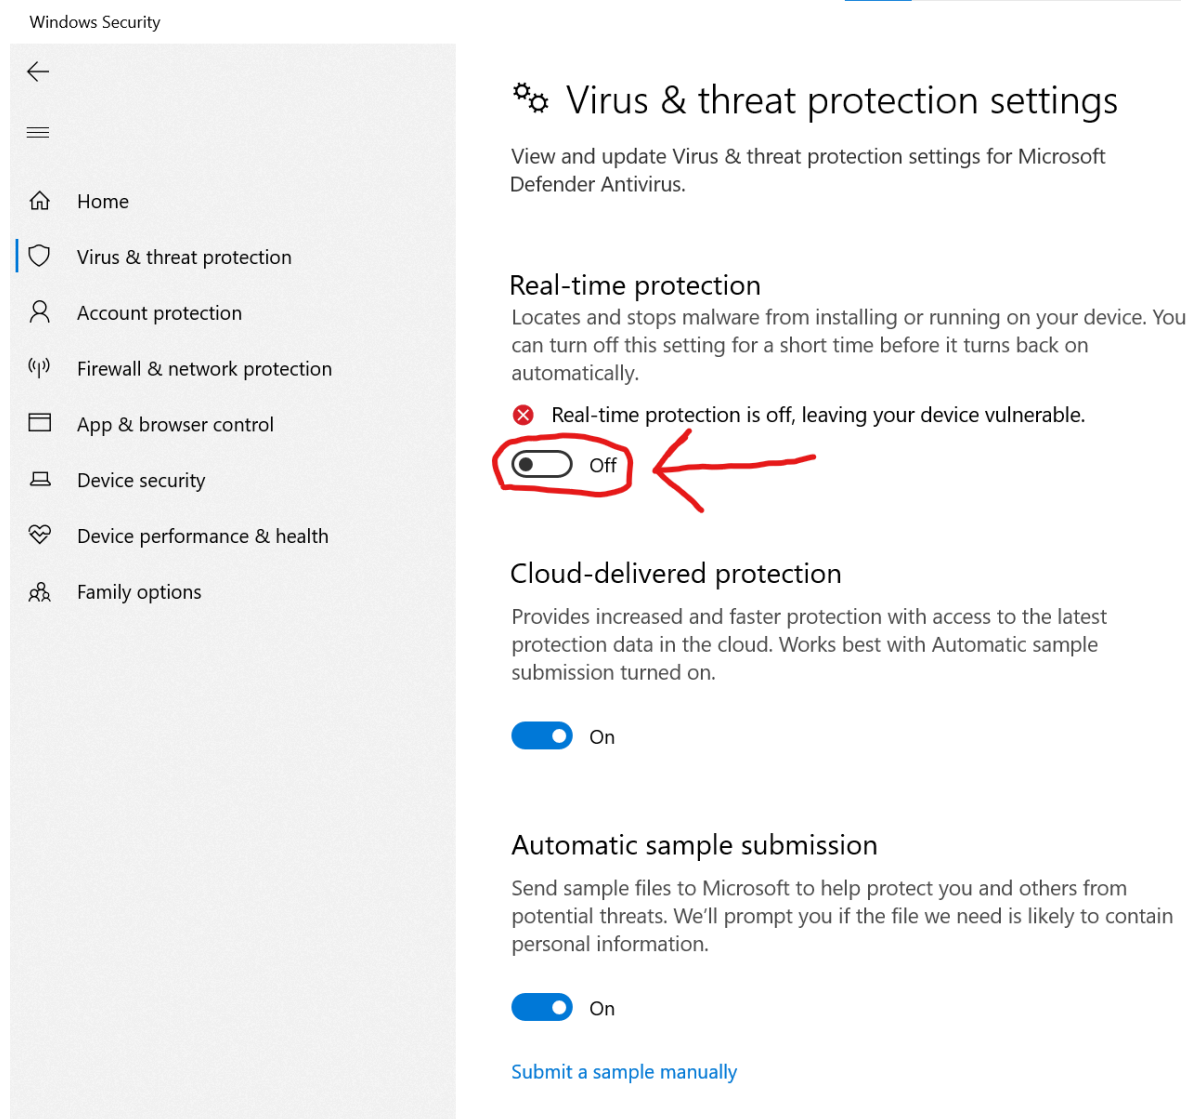 Windows Security
Home
Virus & threat protection
Account protection
Firewall & network protection
App & browser control
Device security
Device performance & health
Family options
Virus & threat protection settings
View and update Virus & threat protection settings for Microsoft
Defender Antivirus.
Real-time protection
Locates and stops malware from installing or running on your device. You
can turn off this setting for a short time before it turns back on
automatically.
Real-time protection is off, leaving your device vulnerable.
Off
Cloud-delivered protection
Provides increased and faster protection with access to the latest
protection data in the cloud. Works best with Automatic sample
submission turned on.
On
Automatic sample submission
Send sample files to Microsoft to help protect you and others from
potential threats. We'll prompt you if the file we need is likely to contain
personal information.
On
Submit a sample manually